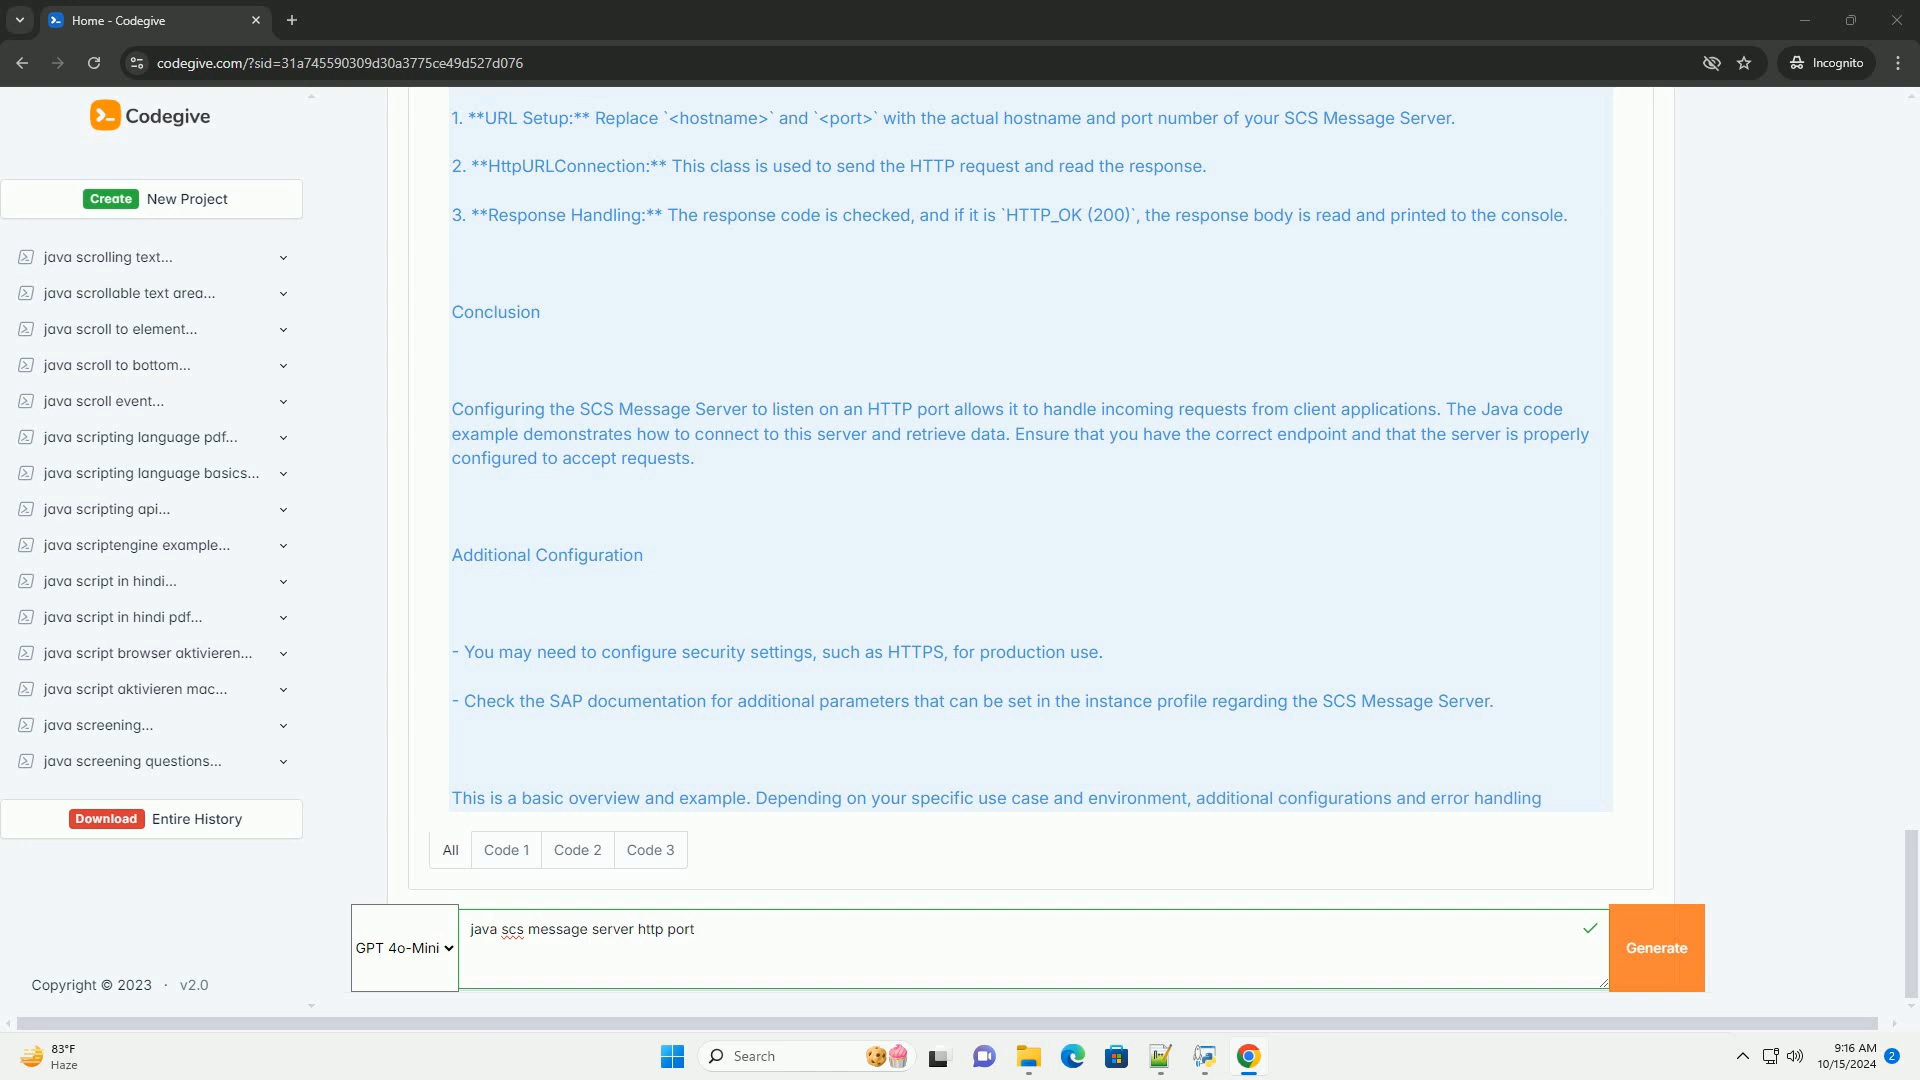 Home - Codegive
codegive.com/?sid=31a745590309d30a3775ce49d527d076
Incognito
Codegive
Create New Project
java scrolling text...
java scrollable text area...
java scroll to element...
java scroll to bottom...
java scroll event...
java scripting language pdf...
java scripting language basics...
java scripting api...
java scriptengine example...
java script in hindi...
java script in hindi pdf...
java script browser aktivieren...
java script aktivieren mac...
java screening...
java screening questions...
Download Entire History
Copyright © 2023 · v2.0
1. **URL Setup:** Replace `<hostname>` and `<port>` with the actual hostname and port number of your SCS Message Server.
2. **HttpURLConnection:** This class is used to send the HTTP request and read the response.
3. **Response Handling:** The response code is checked, and if it is `HTTP_OK (200)`, the response body is read and printed to the console.
Conclusion
Configuring the SCS Message Server to listen on an HTTP port allows it to handle incoming requests from client applications. The Java code
example demonstrates how to connect to this server and retrieve data. Ensure that you have the correct endpoint and that the server is properly
configured to accept requests.
Additional Configuration
- You may need to configure security settings, such as HTTPS, for production use.
- Check the SAP documentation for additional parameters that can be set in the instance profile regarding the SCS Message Server.
This is a basic overview and example. Depending on your specific use case and environment, additional configurations and error handling
All Code 1 Code 2 Code 3
GPT 4o-Mini
java scs message server http port
Generate
83°F
Haze
Search
9:16 AM
10/15/2024
2